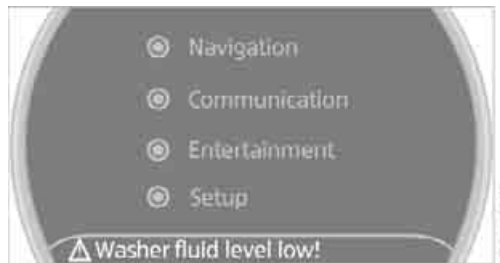 Navigation
Communication
Entertainment
Setup
Washer fluid level low!